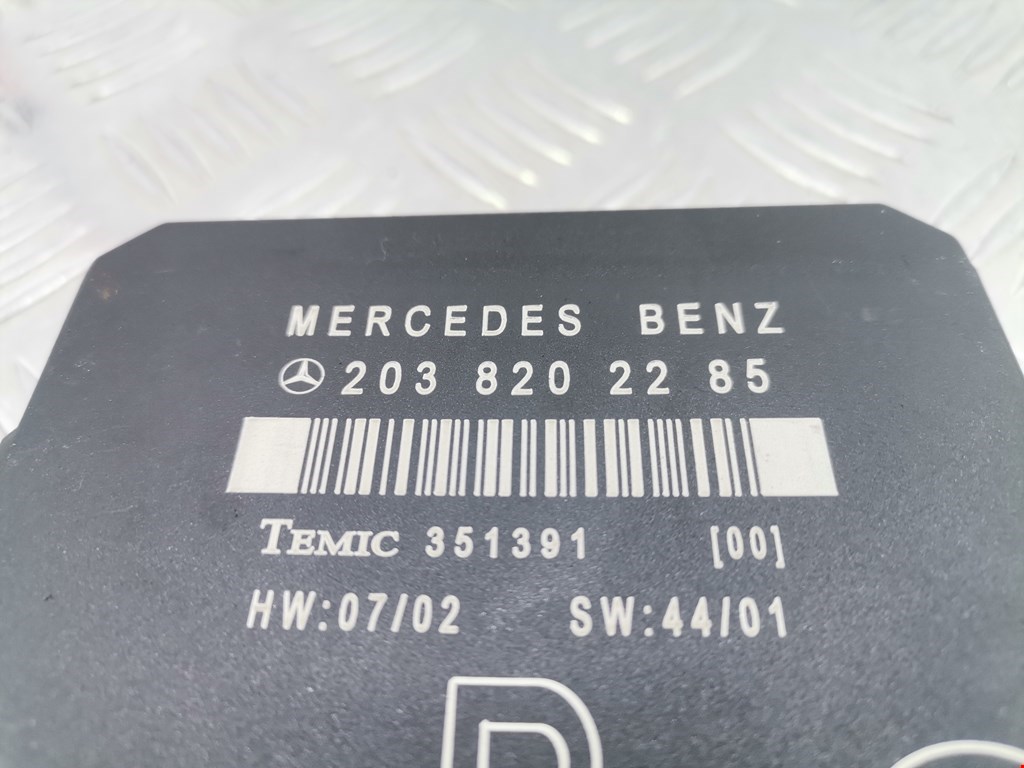 MERCEDES BENZ
203 820 22 85
TEMIC 351391 [00]
HW:07/02 SW:44/01